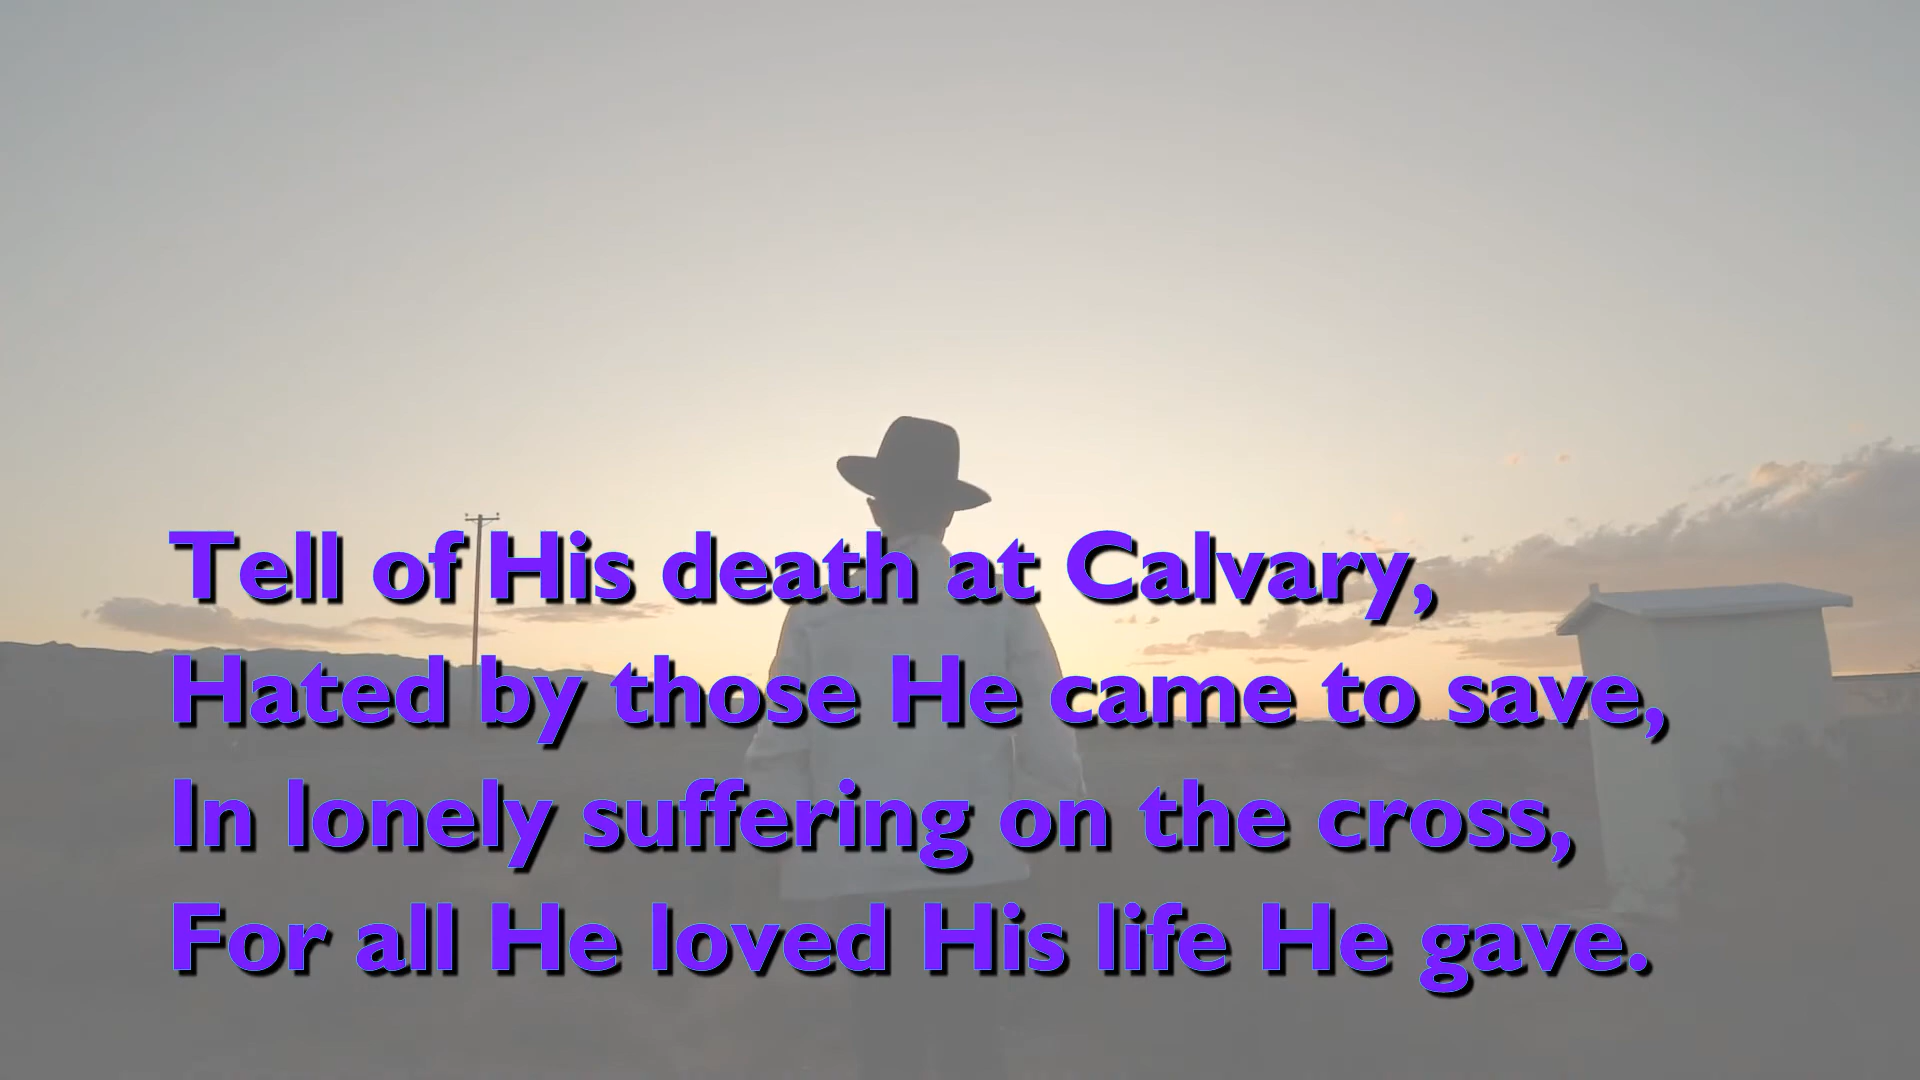 Tell of His death at Calvary,
Hated by those He came to save,
In lonely suffering on the cross,
For all He loved His life He gave.